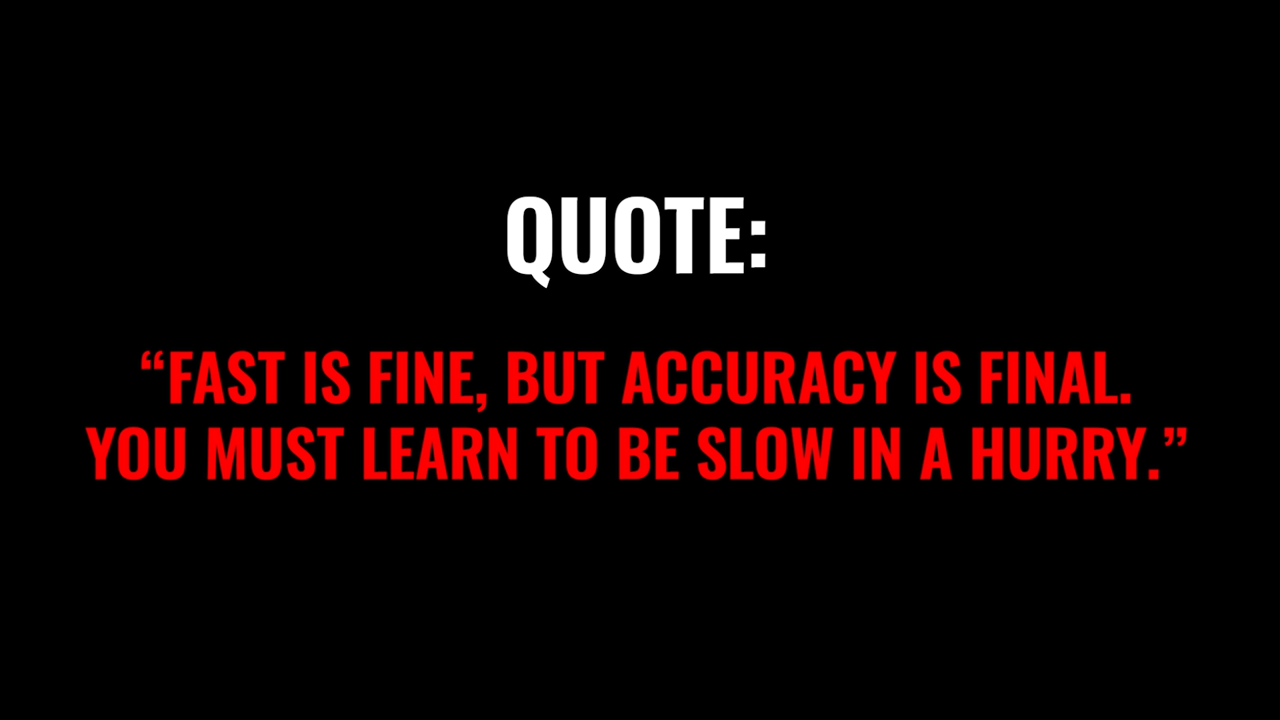 QUOTE:
“FAST IS FINE, BUT ACCURACY IS FINAL.
YOU MUST LEARN TO BE SLOW IN A HURRY.”